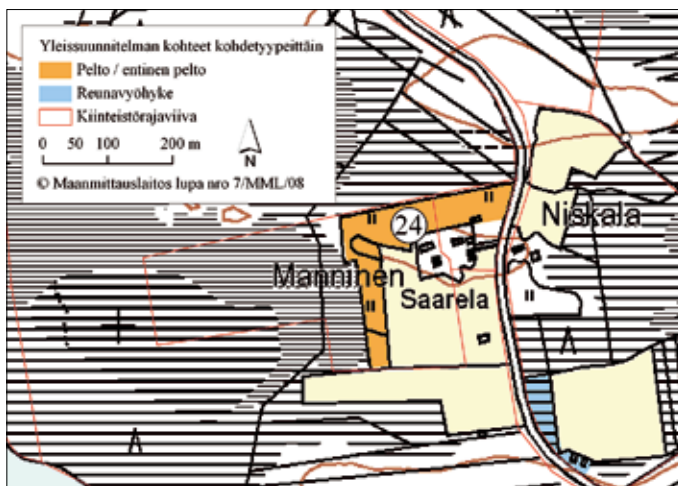 Yleissuunnitelman kohteet kohdetyypeittäin
Pelto / entinen pelto
Reunavyöhyke
Kiinteistörajaviiva
0 50 100 200 m
N
© Maanmittauslaitos lupa nro 7/MML/08
24
Niskala
Mannihen
Saarela